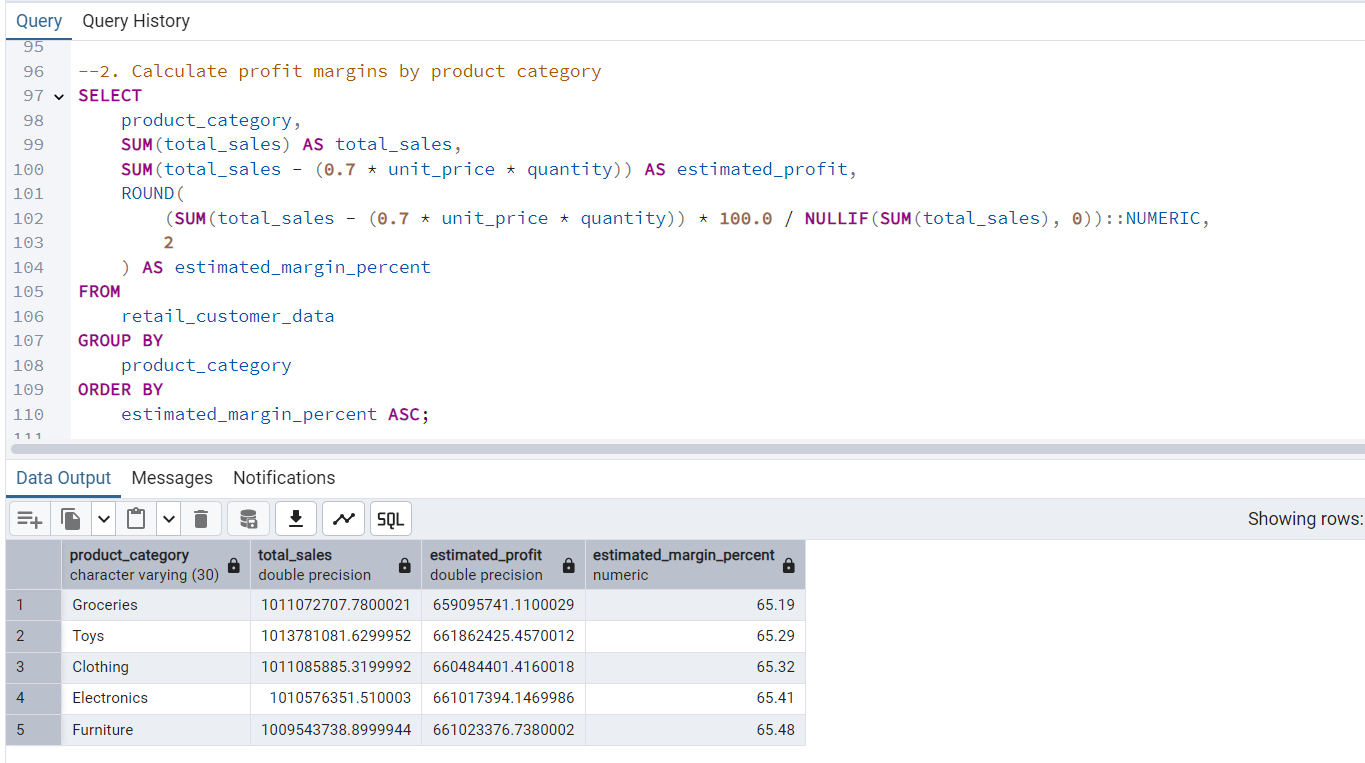 Query Query History
95
96 --2. Calculate profit margins by product category
97 SELECT
98 product_category,
99 SUM(total_sales) AS total_sales,
100 SUM(total_sales - (0.7 * unit_price * quantity)) AS estimated_profit,
101 ROUND(
102 (SUM(total_sales - (0.7 * unit_price * quantity)) * 100.0 / NULLIF(SUM(total_sales), 0))::NUMERIC,
103 2
104 ) AS estimated_margin_percent
105 FROM
106 retail_customer_data
107 GROUP BY
108 product_category
109 ORDER BY
110 estimated_margin_percent ASC;
111
Data Output Messages Notifications
SQL Showing rows:
product_category total_sales estimated_profit estimated_margin_percent
character varying (30) double precision double precision numeric
1 Groceries 1011072707.7800021 659095741.1100029 65.19
2 Toys 1013781081.6299952 661862425.4570012 65.29
3 Clothing 1011085885.3199992 660484401.4160018 65.32
4 Electronics 1010576351.510003 661017394.1469986 65.41
5 Furniture 1009543738.8999944 661023376.7380002 65.48